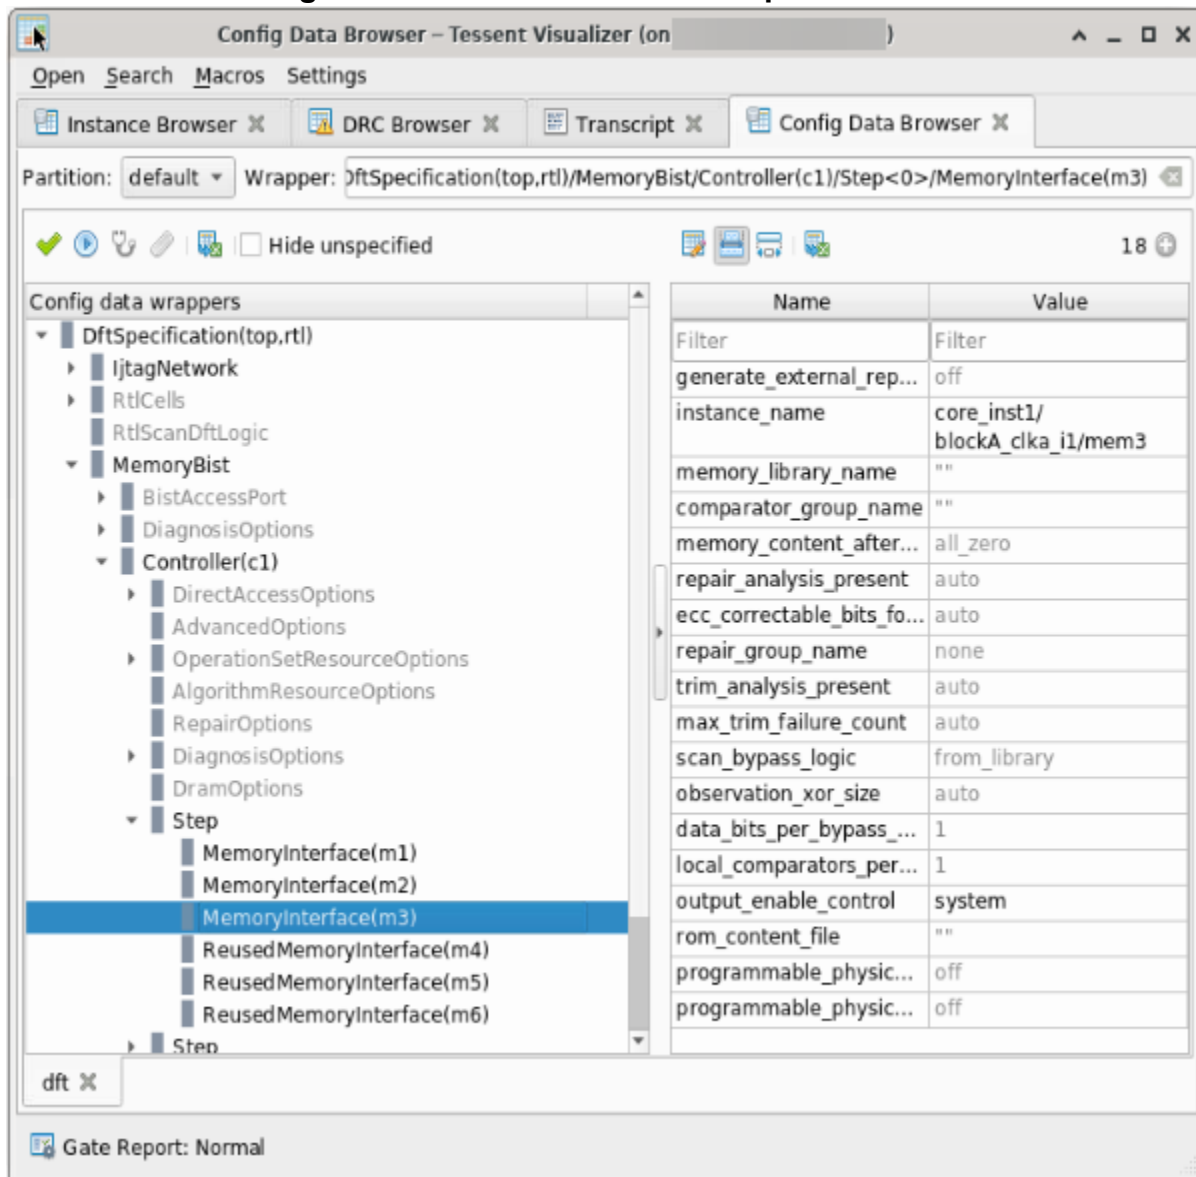 Config Data Browser – Tessent Visualizer (on )
Open Search Macros Settings
Instance Browser DRC Browser Transcript Config Data Browser
Partition: default Wrapper: DftSpecification(top,rtl)/MemoryBist/Controller(c1)/Step<0>/MemoryInterface(m3)
Hide unspecified 18
Config data wrappers
DftSpecification(top,rtl)
IjtagNetwork
RtlCells
RtlScanDftLogic
MemoryBist
BistAccessPort
DiagnosisOptions
Controller(c1)
DirectAccessOptions
AdvancedOptions
OperationSetResourceOptions
AlgorithmResourceOptions
RepairOptions
DiagnosisOptions
DramOptions
Step
MemoryInterface(m1)
MemoryInterface(m2)
MemoryInterface(m3)
ReusedMemoryInterface(m4)
ReusedMemoryInterface(m5)
ReusedMemoryInterface(m6)
Step
Name Value
Filter Filter
generate_external_rep... off
instance_name core_inst1/
blockA_clka_i1/mem3
memory_library_name ""
comparator_group_name ""
memory_content_after... all_zero
repair_analysis_present auto
ecc_correctable_bits_fo... auto
repair_group_name none
trim_analysis_present auto
max_trim_failure_count auto
scan_bypass_logic from_library
observation_xor_size auto
data_bits_per_bypass_... 1
local_comparators_per... 1
output_enable_control system
rom_content_file ""
programmable_physic... off
programmable_physic... off
dft
Gate Report: Normal